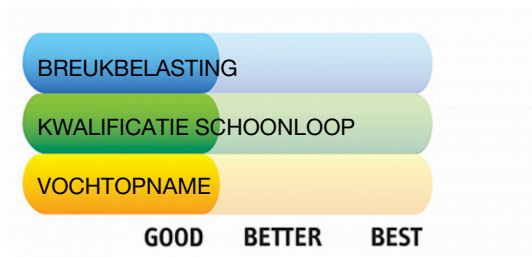 BREUKBELASTING
KWALIFICATIE SCHOONLOOP
VOCHTOPNAME
GOOD BETTER BEST